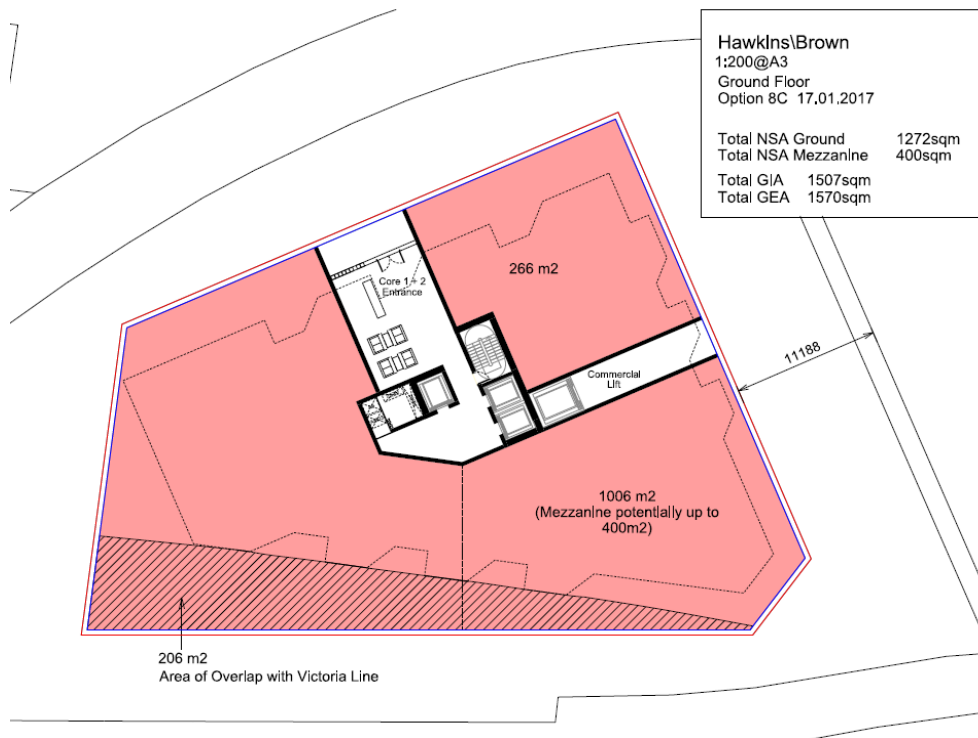 Hawkins\Brown
1:200@A3
Ground Floor
Option 8C 17.01.2017
Total NSA Ground 1272sqm
Total NSA Mezzanine 400sqm
Total GIA 1507sqm
Total GEA 1570sqm
266 m2
Core 1 + 2
Entrance
11188
Commercial
Lift
1006 m2
(Mezzanine potentially up to
400m2)
206 m2
Area of Overlap with Victoria Line